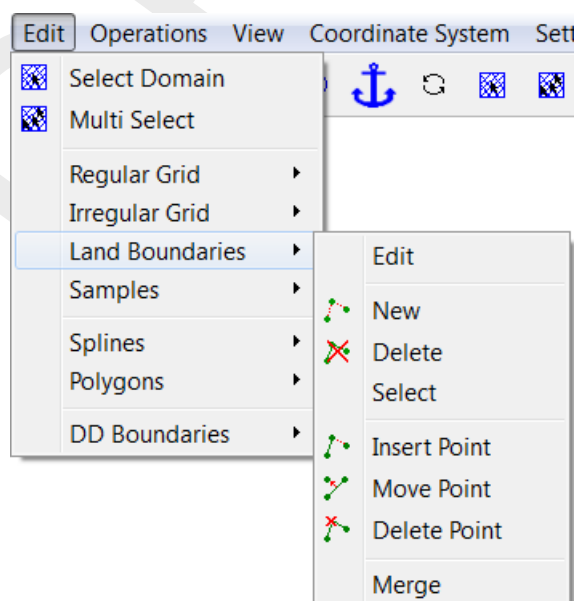 Edit Operations View Coordinate System Sett
Select Domain
Multi Select
Regular Grid
Irregular Grid
Land Boundaries
Samples
Splines
Polygons
DD Boundaries
Edit
New
Delete
Select
Insert Point
Move Point
Delete Point
Merge